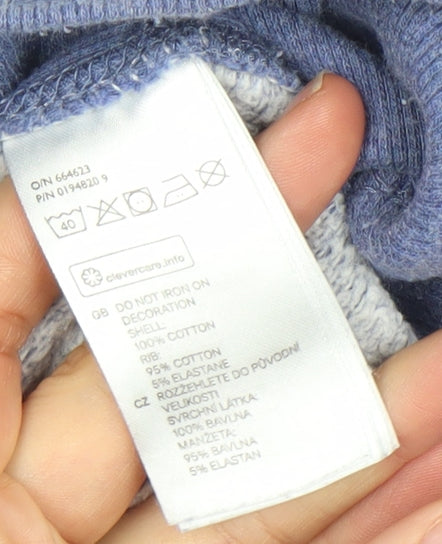 O/N 664623
P/N 0194820 9
40
clevercare.info
GB DO NOT IRON ON
DECORATION
SHELL:
100% COTTON
RIB:
95% COTTON
5% ELASTANE
CZ ROZŽEHLETE DO PŮVODNÍ
VELIKOSTI
SVRCHNÍ LÁTKA:
100% BAVLNA
MANŽETA:
95% BAVLNA
5% ELASTAN